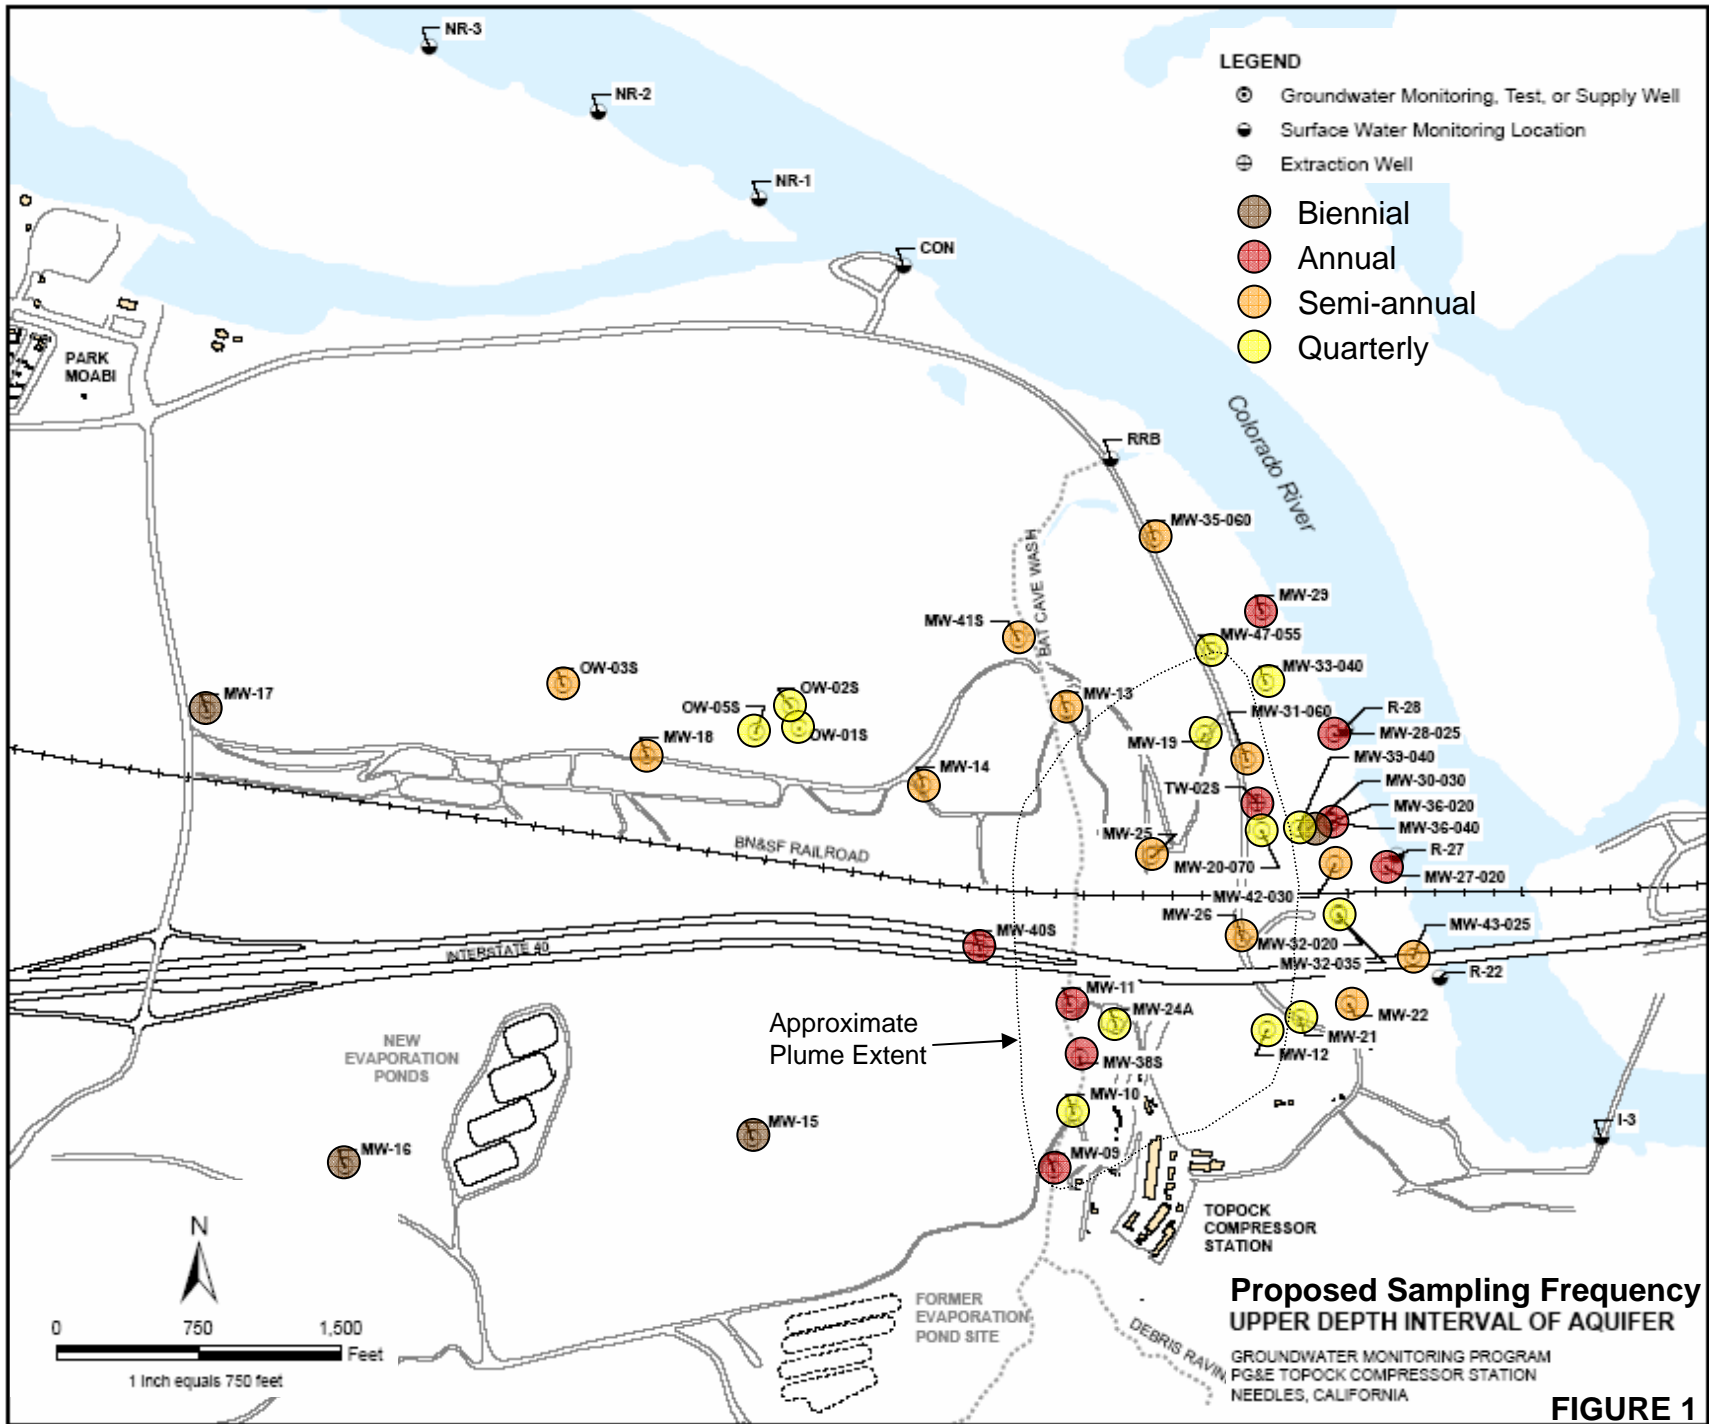 NR-3
NR-2
NR-1
CON
LEGEND
Groundwater Monitoring, Test, or Supply Well
Surface Water Monitoring Location
Extraction Well
Biennial
Annual
Semi-annual
Quarterly
PARK
MOABI
Colorado River
RRB
BAT CAVE WASH
MW-35-060
MW-29
MW-41S
MW-47-055
MW-33-040
OW-03S
MW-17
OW-02S
OW-05S
OW-01S
MW-18
MW-13
MW-31-060
R-28
MW-28-025
MW-19
MW-39-040
MW-14
MW-30-030
TW-02S
MW-36-020
MW-36-040
MW-25
R-27
MW-20-070
MW-27-020
BN&SF RAILROAD
MW-42-030
MW-26
MW-43-025
MW-40S
MW-32-020
MW-32-035
INTERSTATE 40
R-22
MW-11
MW-24A
MW-22
MW-21
MW-12
Approximate
Plume Extent
NEW
EVAPORATION
PONDS
MW-38S
MW-10
MW-15
MW-16
MW-09
I-3
TOPOCK
COMPRESSOR
STATION
N
0 750 1,500
Feet
1 inch equals 750 feet
FORMER
EVAPORATION
POND SITE
DEBRIS RAVIN
Proposed Sampling Frequency
UPPER DEPTH INTERVAL OF AQUIFER
GROUNDWATER MONITORING PROGRAM
PG&E TOPOCK COMPRESSOR STATION
NEEDLES, CALIFORNIA
FIGURE 1